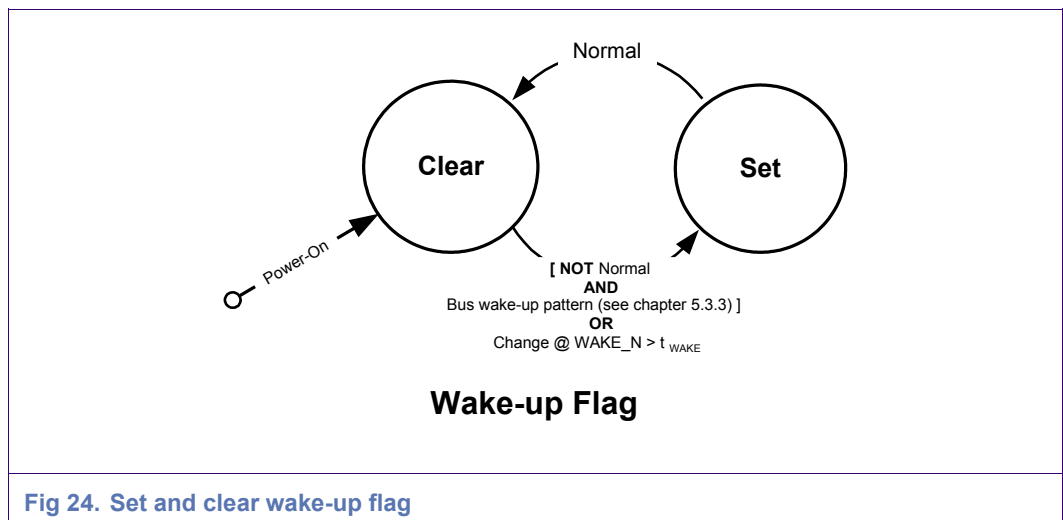 Normal
Clear
Set
Power-On
[ NOT Normal
AND
Bus wake-up pattern (see chapter 5.3.3) ]
OR
Change @ WAKE_N > t WAKE
Wake-up Flag
Fig 24. Set and clear wake-up flag